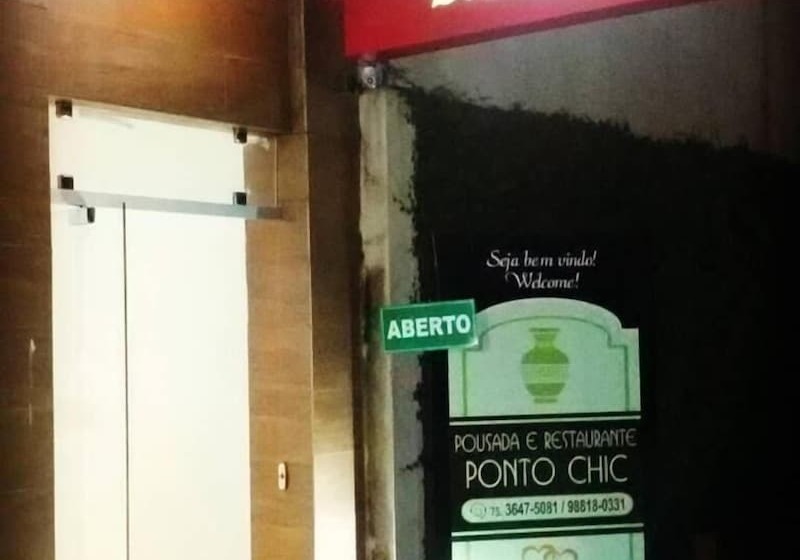 Seja bem vindo!
Welcome!
ABERTO
POUSADA E RESTAURANTE
PONTO CHIC
75. 3647-5081 / 98818-0331